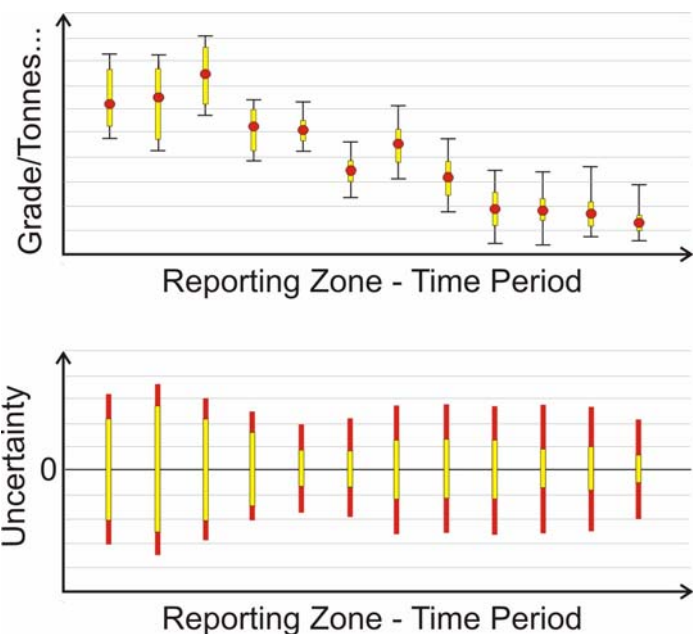 Grade/Tonnes...
Reporting Zone - Time Period
Uncertainty
0
Reporting Zone - Time Period